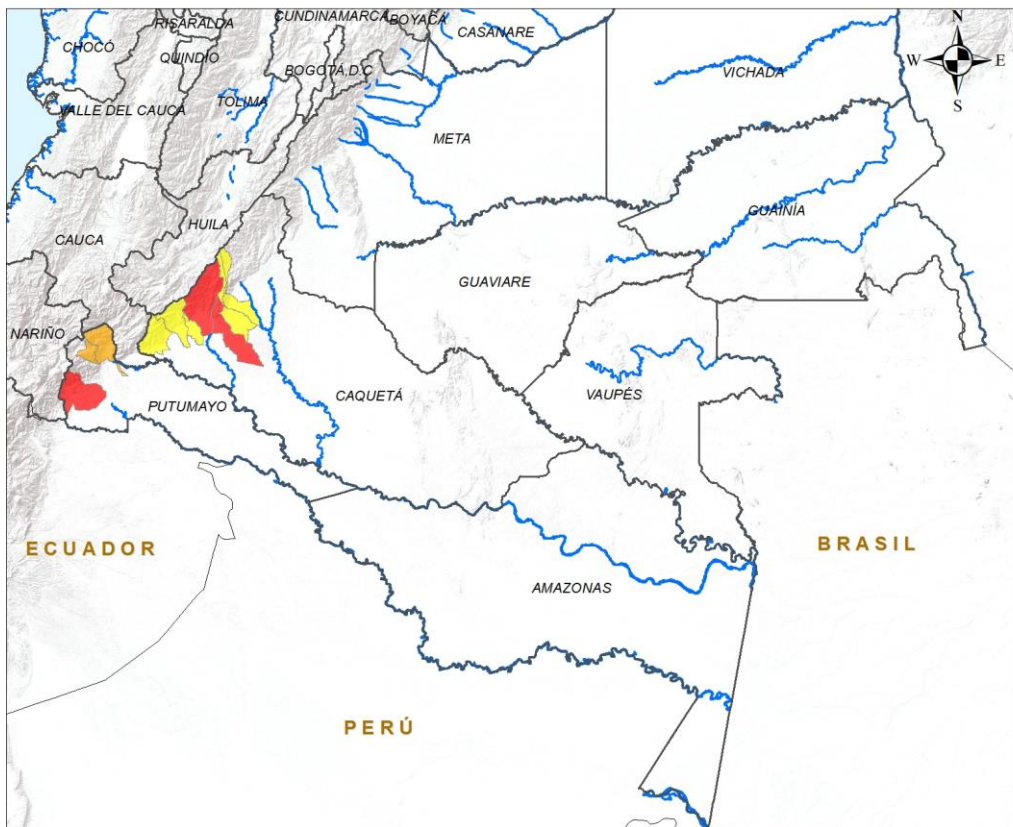 CUNDINAMARCA
BOYACÁ
RISARALDA
CASANARE
N
CHOCÓ
QUINDÍO
BOGOTÁ,D.C
VICHADA
W
E
TOLIMA
S
VALLE DEL CAUCA
META
GUAINÍA
HUILA
CAUCA
GUAVIARE
NARIÑO
CAQUETÁ
VAUPÉS
PUTUMAYO
ECUADOR
BRASIL
AMAZONAS
PERÚ